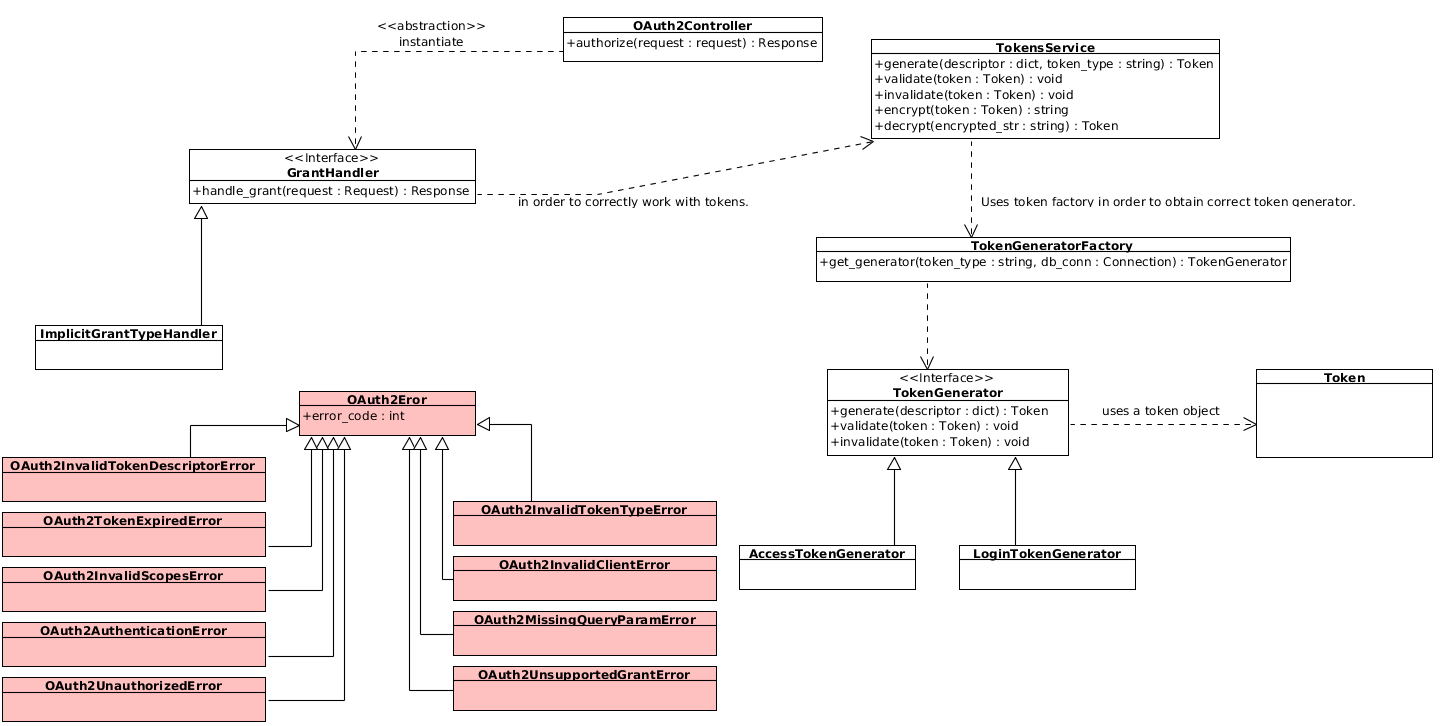 <<abstraction>>
instantiate
OAuth2Controller
+authorize(request : request) : Response
TokensService
+generate(descriptor : dict, token_type : string) : Token
+validate(token : Token) : void
+invalidate(token : Token) : void
+encrypt(token : Token) : string
+decrypt(encrypted_str : string) : Token
<<Interface>>
GrantHandler
+handle_grant(request : Request) : Response
in order to correctly work with tokens.
Uses token factory in order to obtain correct token generator.
TokenGeneratorFactory
+get_generator(token_type : string, db_conn : Connection) : TokenGenerator
ImplicitGrantTypeHandler
<<Interface>>
TokenGenerator
+generate(descriptor : dict) : Token
+validate(token : Token) : void
+invalidate(token : Token) : void
uses a token object
Token
AccessTokenGenerator
LoginTokenGenerator
OAuth2Eror
+error_code : int
OAuth2InvalidTokenDescriptorError
OAuth2TokenExpiredError
OAuth2InvalidScopesError
OAuth2AuthenticationError
OAuth2UnauthorizedError
OAuth2InvalidTokenTypeError
OAuth2InvalidClientError
OAuth2MissingQueryParamError
OAuth2UnsupportedGrantError